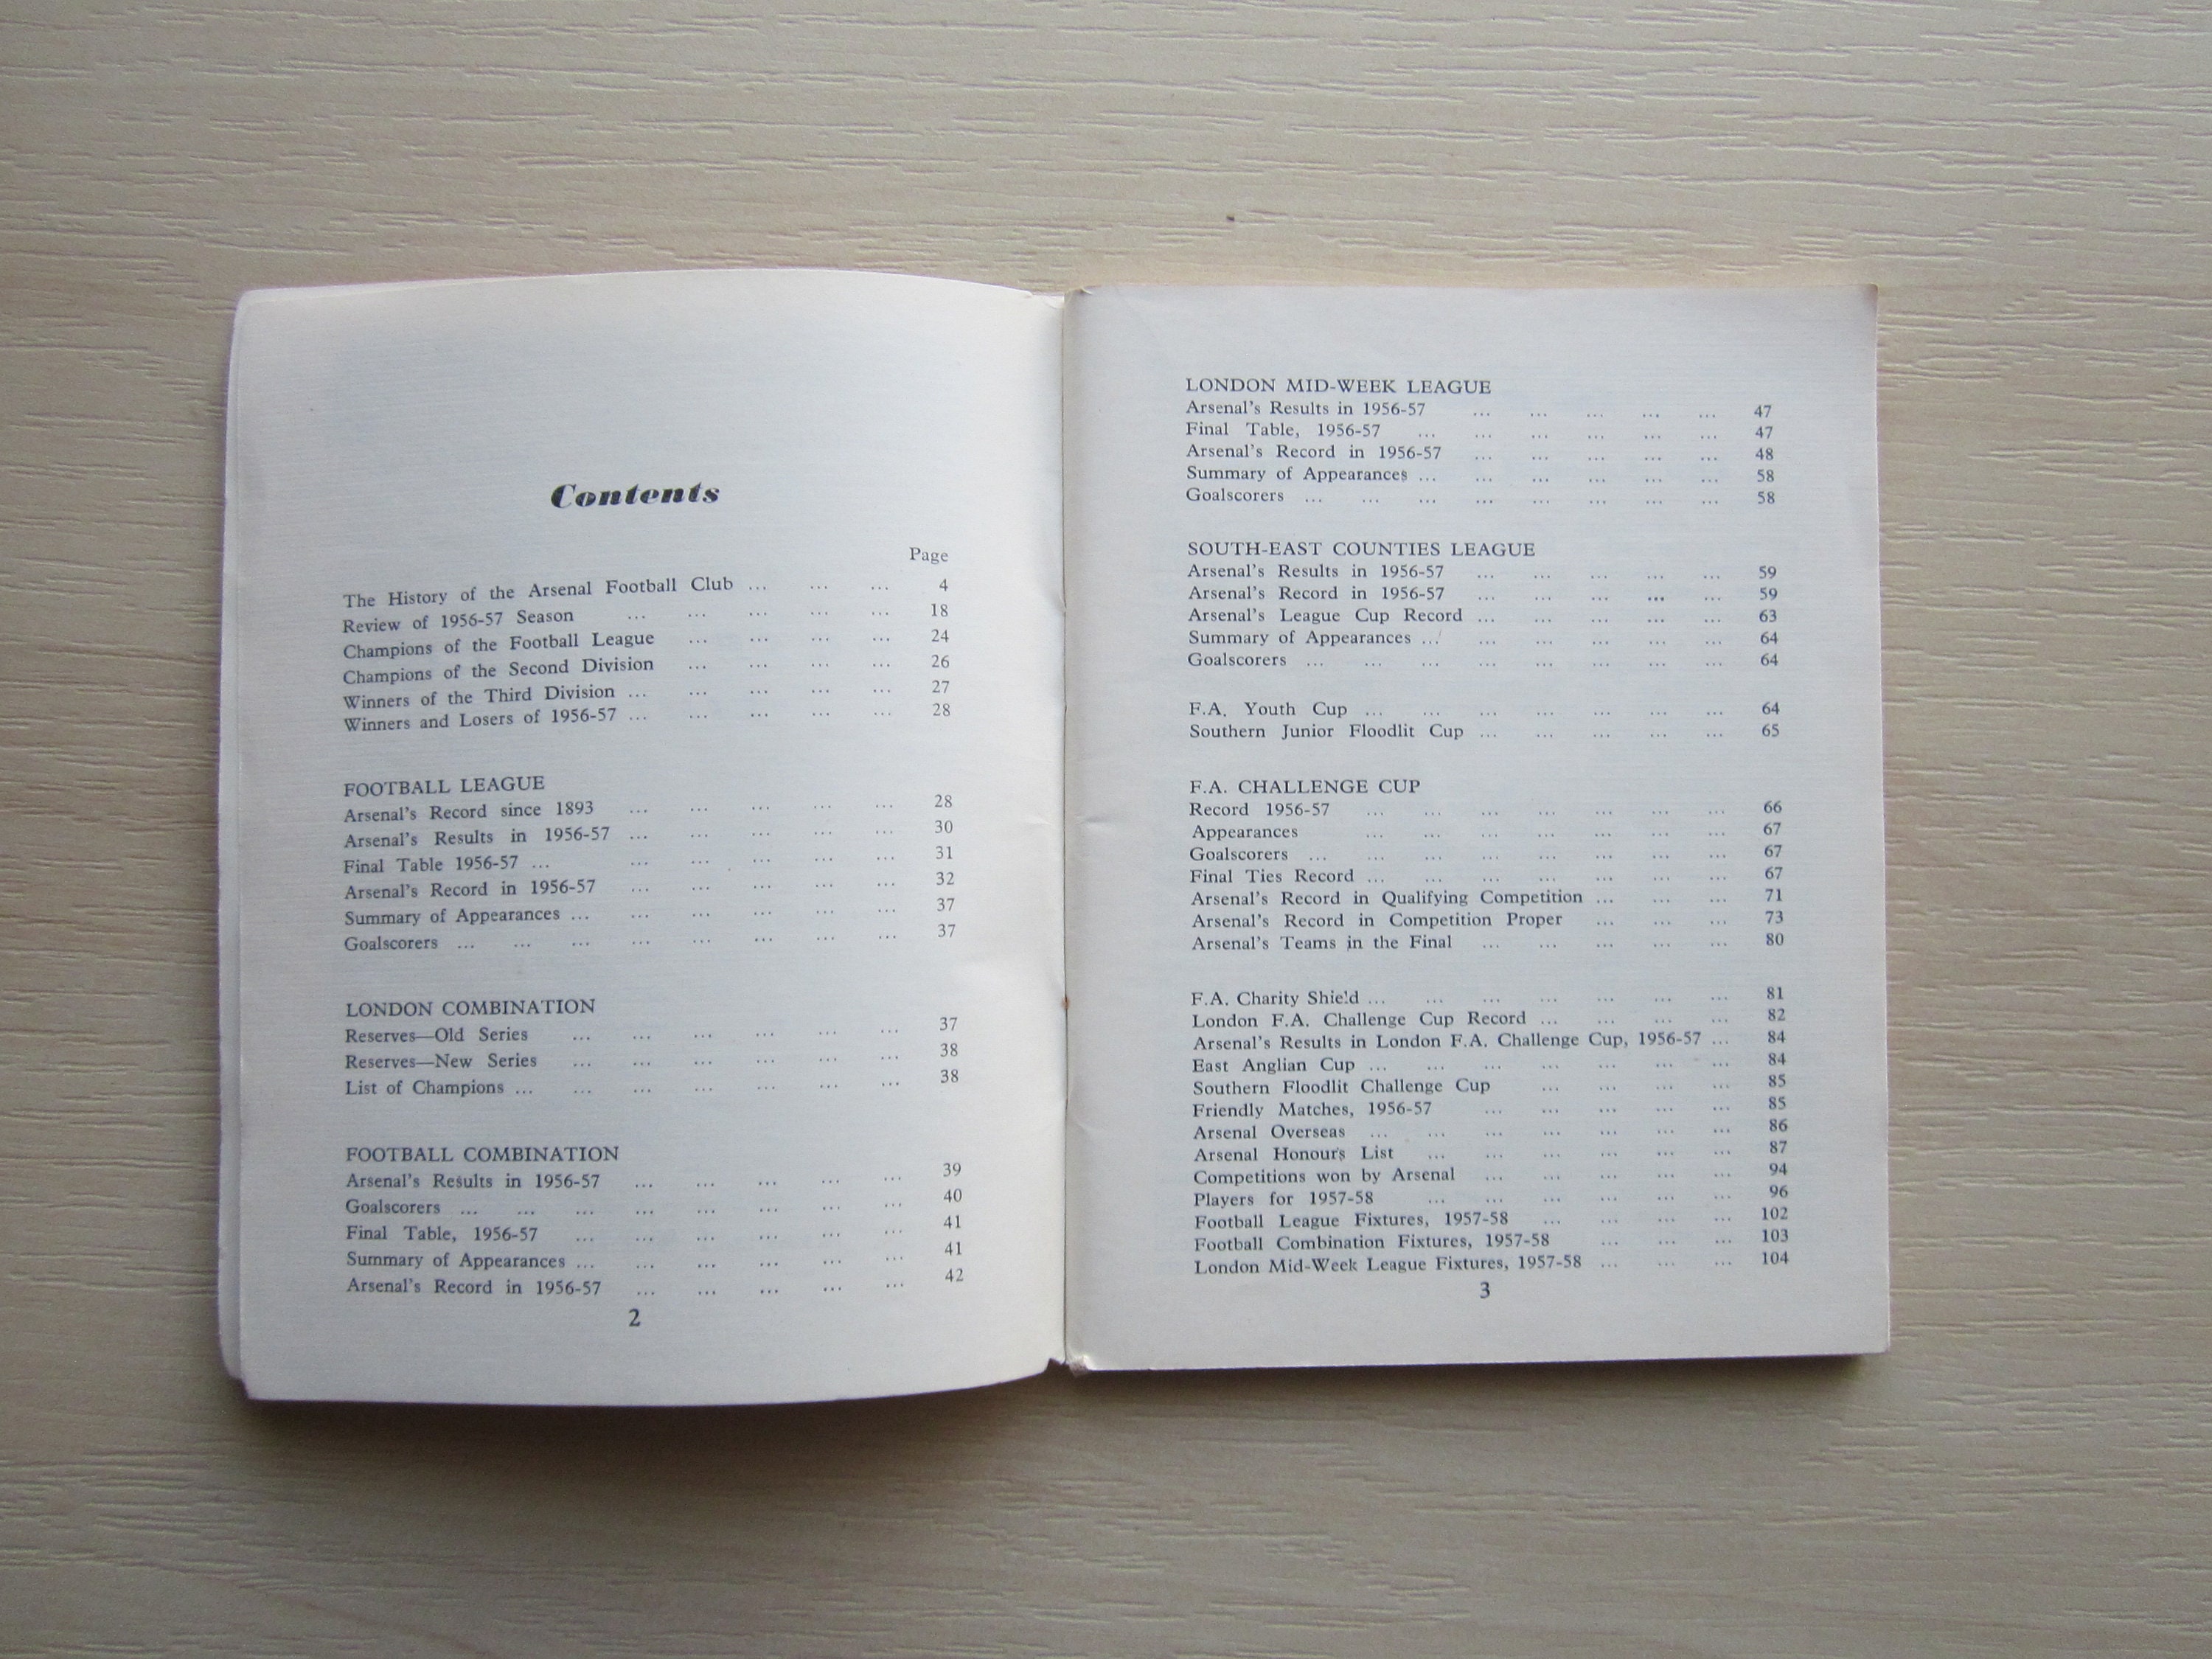 Contents
Page
The History of the Arsenal Football Club ... ... ... 4
Review of 1956-57 Season ... ... ... ... 18
Champions of the Football League ... ... ... ... 24
Champions of the Second Division ... ... ... ... 26
Winners of the Third Division ... ... ... ... ... 27
Winners and Losers of 1956-57 ... ... ... ... ... 28
FOOTBALL LEAGUE
Arsenal's Record since 1893 ... ... ... ... ... 28
Arsenal's Results in 1956-57 ... ... ... ... ... 30
Final Table 1956-57 ... ... ... ... ... ... 31
Arsenal's Record in 1956-57 ... ... ... ... ... 32
Summary of Appearances ... ... ... ... ... ... 37
Goalscorers ... ... ... ... ... ... ... ... 37
LONDON COMBINATION
Reserves—Old Series ... ... ... ... ... ... 37
Reserves—New Series ... ... ... ... ... ... 38
List of Champions ... ... ... ... ... ... ... 38
FOOTBALL COMBINATION
Arsenal's Results in 1956-57 ... ... ... ... ... 39
Goalscorers ... ... ... ... ... ... ... ... 40
Final Table, 1956-57 ... ... ... ... ... ... 41
Summary of Appearances ... ... ... ... ... ... 41
Arsenal's Record in 1956-57 ... ... ... ... ... 42
2
LONDON MID-WEEK LEAGUE
Arsenal's Results in 1956-57 ... ... ... ... ... 47
Final Table, 1956-57 ... ... ... ... ... ... 47
Arsenal's Record in 1956-57 ... ... ... ... ... 48
Summary of Appearances ... ... ... ... ... ... 58
Goalscorers ... ... ... ... ... ... ... ... 58
SOUTH-EAST COUNTIES LEAGUE
Arsenal's Results in 1956-57 ... ... ... ... ... 59
Arsenal's Record in 1956-57 ... ... ... ... ... 59
Arsenal's League Cup Record ... ... ... ... ... 63
Summary of Appearances ... ... ... ... ... ... 64
Goalscorers ... ... ... ... ... ... ... ... 64
F.A. Youth Cup ... ... ... ... ... ... ... 64
Southern Junior Floodlit Cup ... ... ... ... ... 65
F.A. CHALLENGE CUP
Record 1956-57 ... ... ... ... ... ... ... 66
Appearances ... ... ... ... ... ... ... 67
Goalscorers ... ... ... ... ... ... ... ... 67
Final Ties Record ... ... ... ... ... ... ... 67
Arsenal's Record in Qualifying Competition ... ... ... 71
Arsenal's Record in Competition Proper ... ... ... 73
Arsenal's Teams in the Final ... ... ... ... ... 80
F.A. Charity Shield ... ... ... ... ... ... ... 81
London F.A. Challenge Cup Record ... ... ... ... 82
Arsenal's Results in London F.A. Challenge Cup, 1956-57 ... 84
East Anglian Cup ... ... ... ... ... ... ... 84
Southern Floodlit Challenge Cup ... ... ... ... 85
Friendly Matches, 1956-57 ... ... ... ... ... 85
Arsenal Overseas ... ... ... ... ... ... ... 86
Arsenal Honour's List ... ... ... ... ... ... 87
Competitions won by Arsenal ... ... ... ... ... 94
Players for 1957-58 ... ... ... ... ... ... 96
Football League Fixtures, 1957-58 ... ... ... ... 102
Football Combination Fixtures, 1957-58 ... ... ... 103
London Mid-Week League Fixtures, 1957-58 ... ... ... 104
3